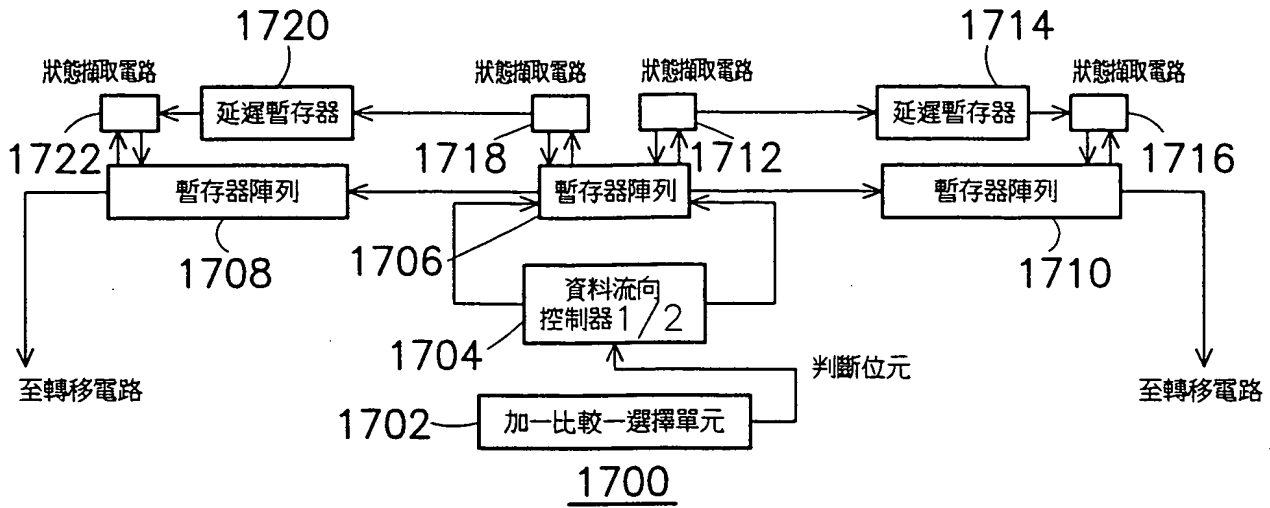 1720
1714
狀態擷取電路
狀態擷取電路
狀態擷取電路
狀態擷取電路
延遲暫存器
延遲暫存器
1722
1718
1712
1716
暫存器陣列
暫存器陣列
暫存器陣列
1708
1706
1710
資料流向
控制器1/2
1704
判斷位元
至轉移電路
至轉移電路
1702
加一比較一選擇單元
1700